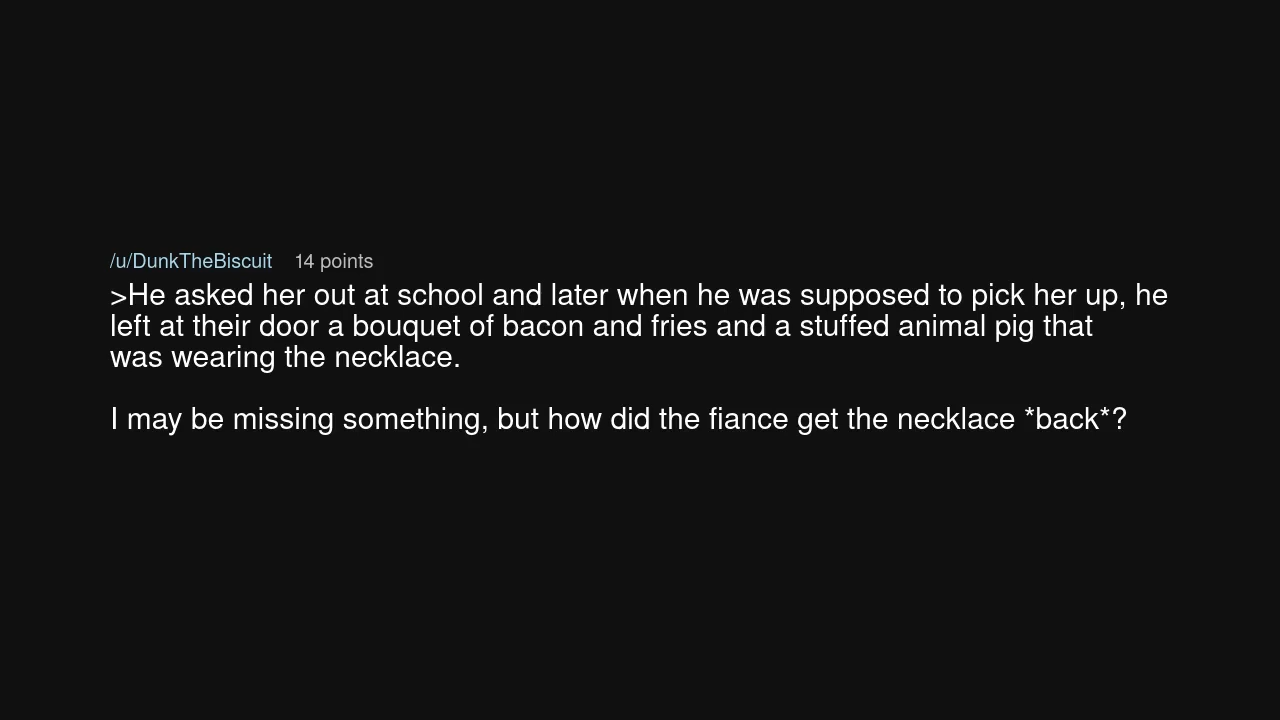 /u/DunkTheBiscuit 14 points
>He asked her out at school and later when he was supposed to pick her up, he
left at their door a bouquet of bacon and fries and a stuffed animal pig that
was wearing the necklace.
I may be missing something, but how did the fiance get the necklace *back*?